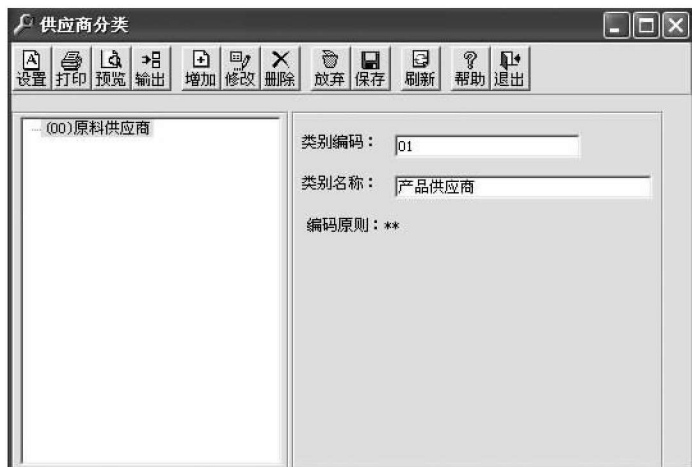 供应商分类
设置 打印 预览 输出 增加 修改 删除 放弃 保存 刷新 帮助 退出
(00)原料供应商
类别编码： 01
类别名称： 产品供应商
编码原则：**